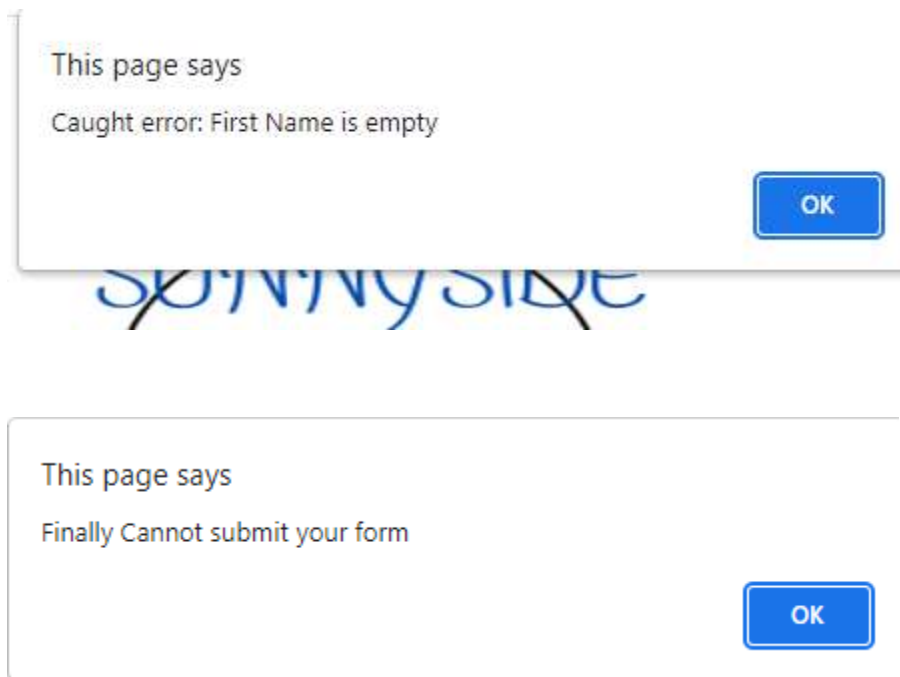 This page says
Caught error: First Name is empty
OK
SUNNYSIDE
This page says
Finally Cannot submit your form
OK